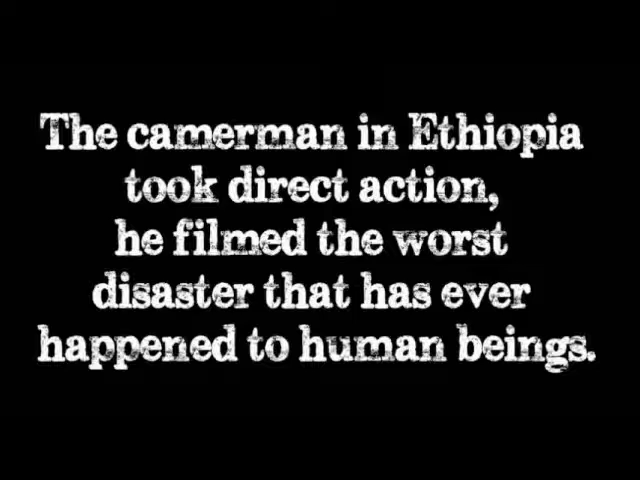 The camerman in Ethiopia
took direct action,
he filmed the worst
disaster that has ever
happened to human beings.